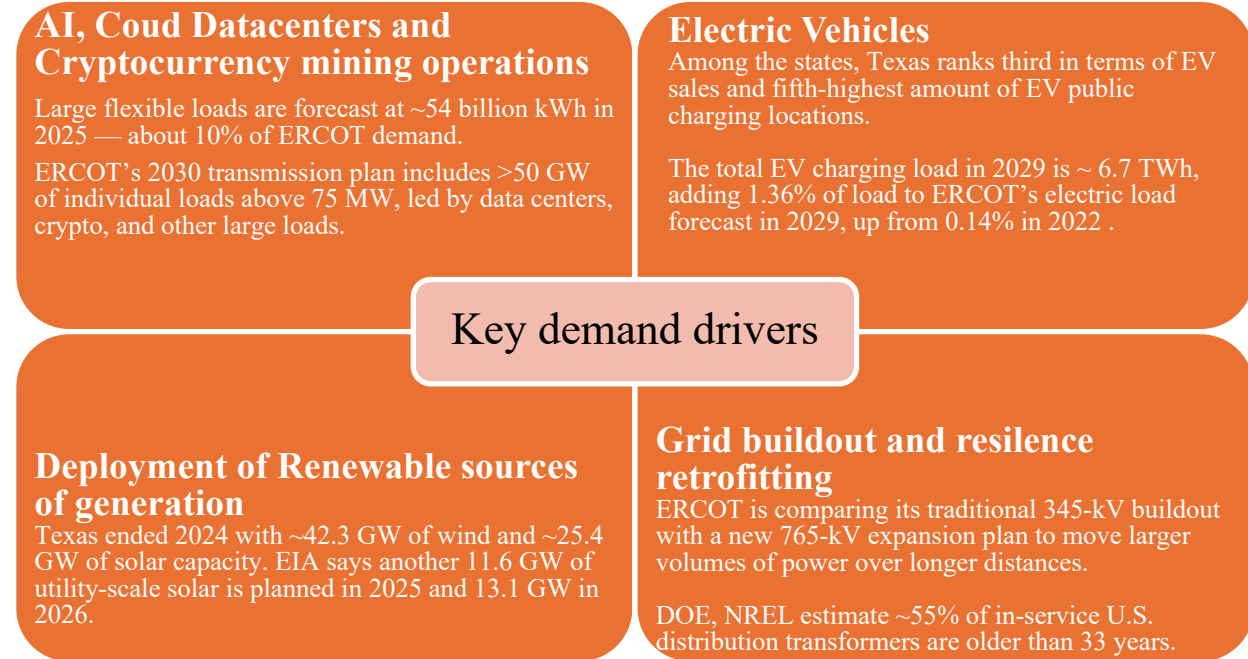 AI, Coud Datacenters and
Cryptocurrency mining operations
Large flexible loads are forecast at ~54 billion kWh in
2025 — about 10% of ERCOT demand.
ERCOT’s 2030 transmission plan includes >50 GW
of individual loads above 75 MW, led by data centers,
crypto, and other large loads.
Electric Vehicles
Among the states, Texas ranks third in terms of EV
sales and fifth-highest amount of EV public
charging locations.
The total EV charging load in 2029 is ~ 6.7 TWh,
adding 1.36% of load to ERCOT’s electric load
forecast in 2029, up from 0.14% in 2022 .
Key demand drivers
Deployment of Renewable sources
of generation
Texas ended 2024 with ~42.3 GW of wind and ~25.4
GW of solar capacity. EIA says another 11.6 GW of
utility-scale solar is planned in 2025 and 13.1 GW in
2026.
Grid buildout and resilence
retrofitting
ERCOT is comparing its traditional 345-kV buildout
with a new 765-kV expansion plan to move larger
volumes of power over longer distances.
DOE, NREL estimate ~55% of in-service U.S.
distribution transformers are older than 33 years.